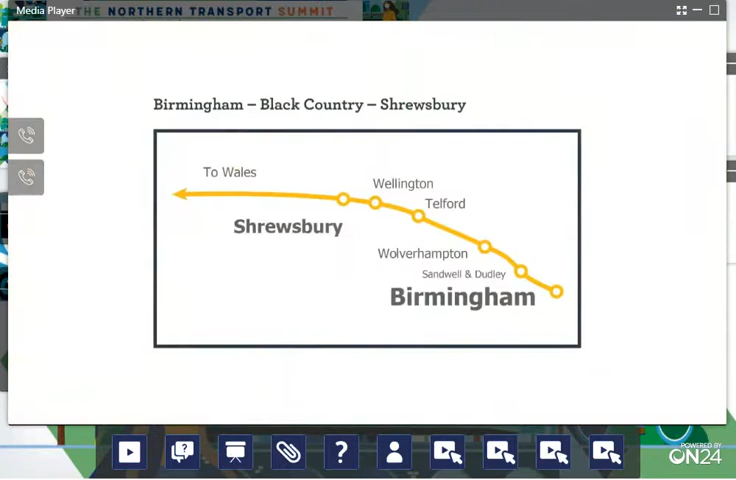 Media Player
THE NORTHERN TRANSPORT SUMMIT
Birmingham – Black Country – Shrewsbury
To Wales
Wellington
Telford
Shrewsbury
Wolverhampton
Sandwell & Dudley
Birmingham
?
?
POWERED BY
ON24